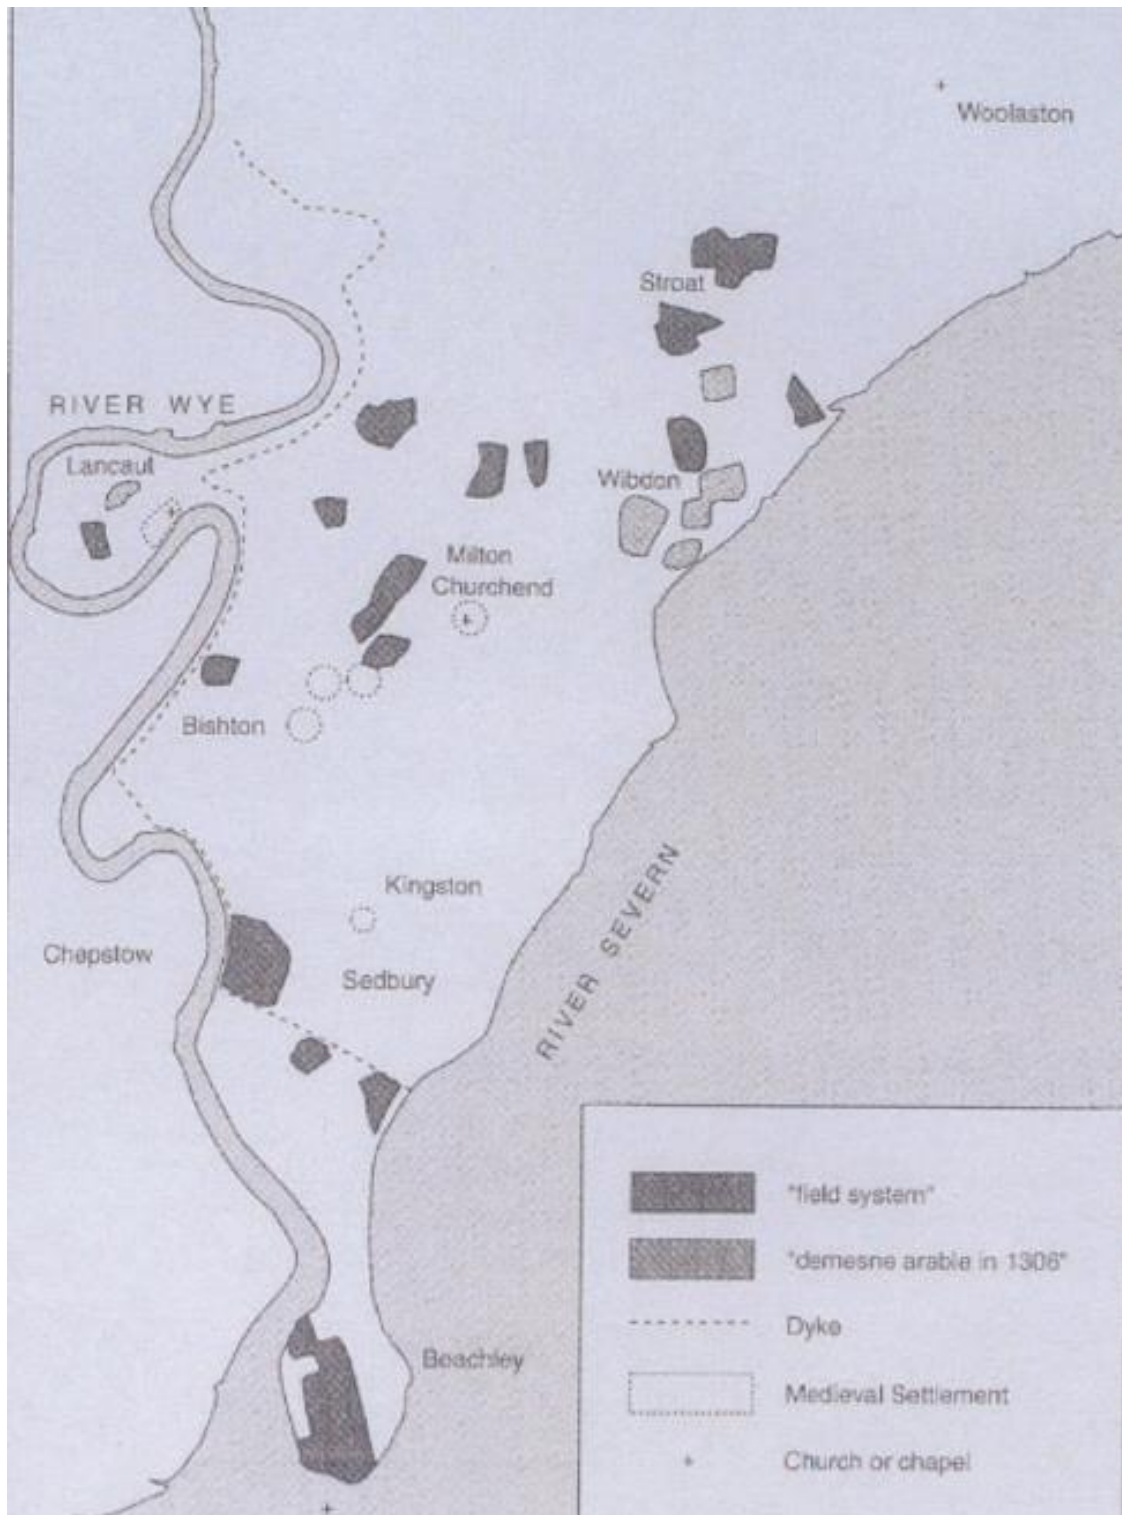 Woolaston
Stroat
RIVER WYE
Lancaut
Wibdon
Milton
Churchend
Bishton
Kingston
Chepstow
Sedbury
RIVER SEVERN
Beachley
"field system"
"demesne arable in 1306"
Dyke
Medieval Settlement
Church or chapel